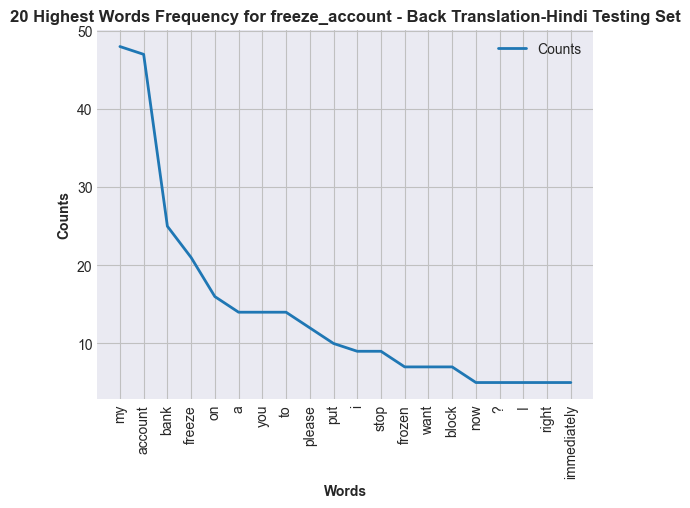 20 Highest Words Frequency for freeze_account - Back Translation-Hindi Testing Set
Counts
50
40
30
20
10
Counts
my
account
bank
freeze
on
a
you
to
please
put
i
stop
frozen
want
block
now
?
I
right
immediately
Words